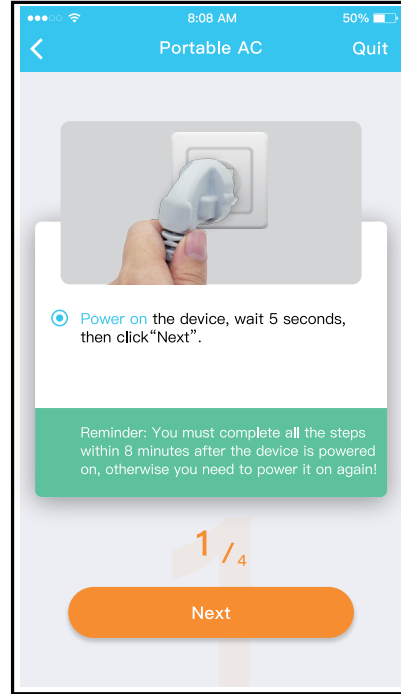 8:08 AM
50%
Portable AC
Quit
Power on the device, wait 5 seconds,
then click“Next”.
Reminder: You must complete all the steps
within 8 minutes after the device is powered
on, otherwise you need to power it on again!
1 / 4
Next